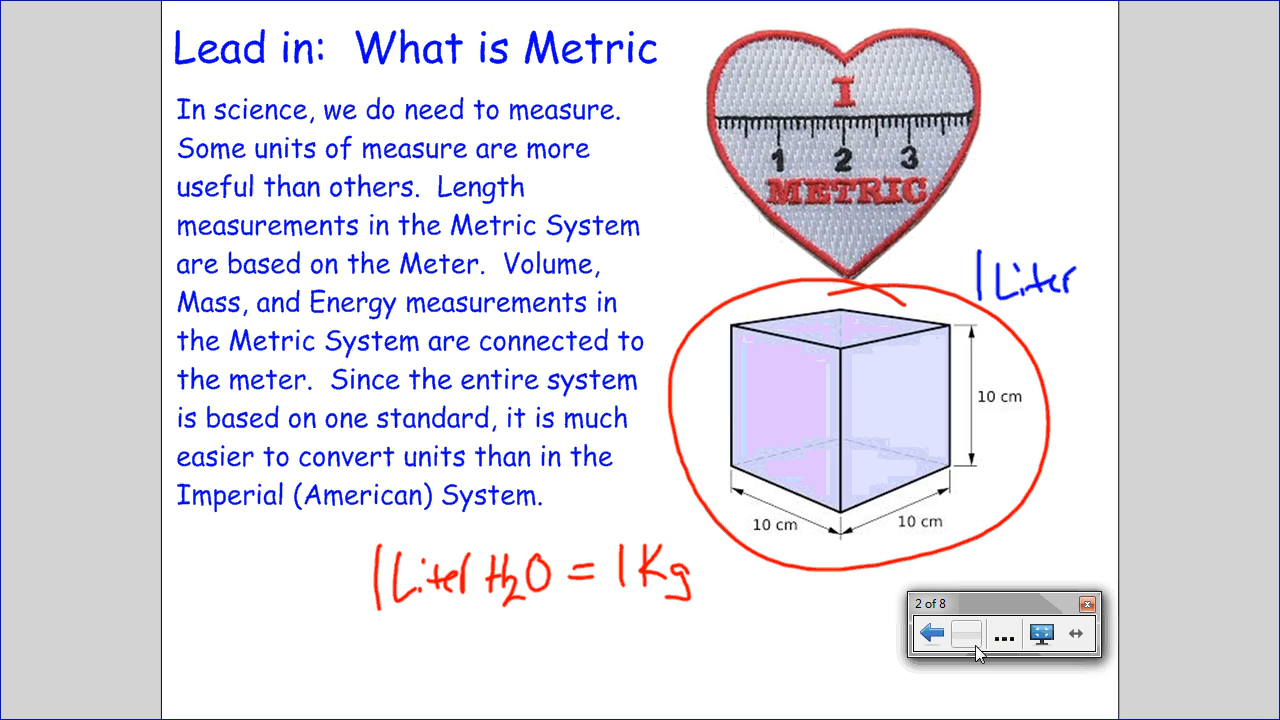 Lead in: What is Metric
In science, we do need to measure.
Some units of measure are more
useful than others. Length
measurements in the Metric System
are based on the Meter. Volume,
Mass, and Energy measurements in
the Metric System are connected to
the meter. Since the entire system
is based on one standard, it is much
easier to convert units than in the
Imperial (American) System.
I
1 2 3
METRIC
1 Liter
10 cm
10 cm
10 cm
1 Liter H₂O = 1 Kg
2 of 8
...